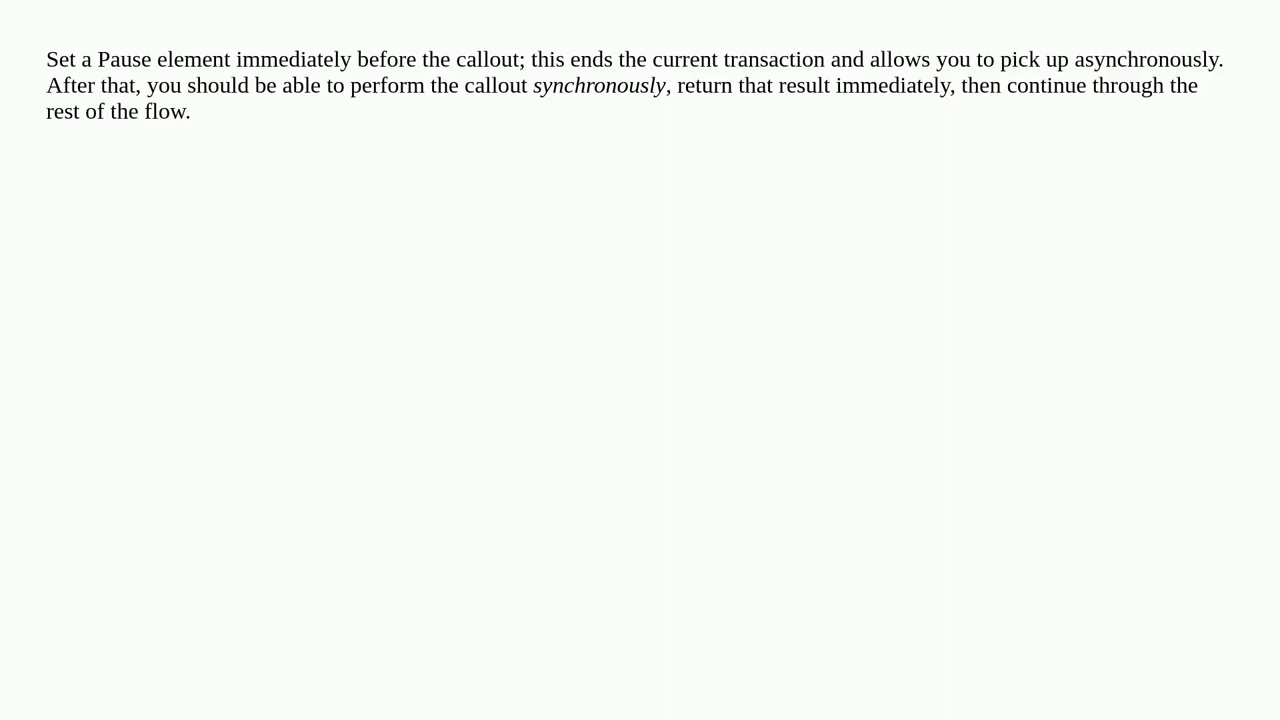 Set a Pause element immediately before the callout; this ends the current transaction and allows you to pick up asynchronously.
After that, you should be able to perform the callout synchronously, return that result immediately, then continue through the
rest of the flow.